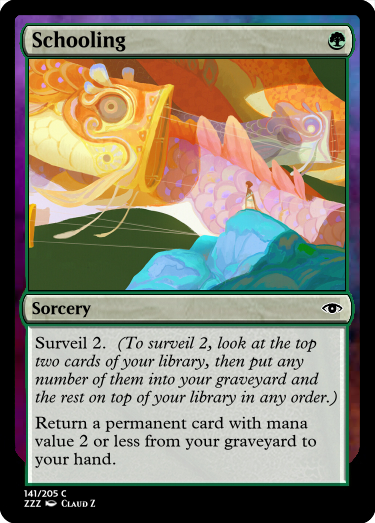 Schooling
Sorcery
Surveil 2. (To surveil 2, look at the top
two cards of your library, then put any
number of them into your graveyard and
the rest on top of your library in any order.)
Return a permanent card with mana
value 2 or less from your graveyard to
your hand.
141/205 C
ZZZ Claud Z